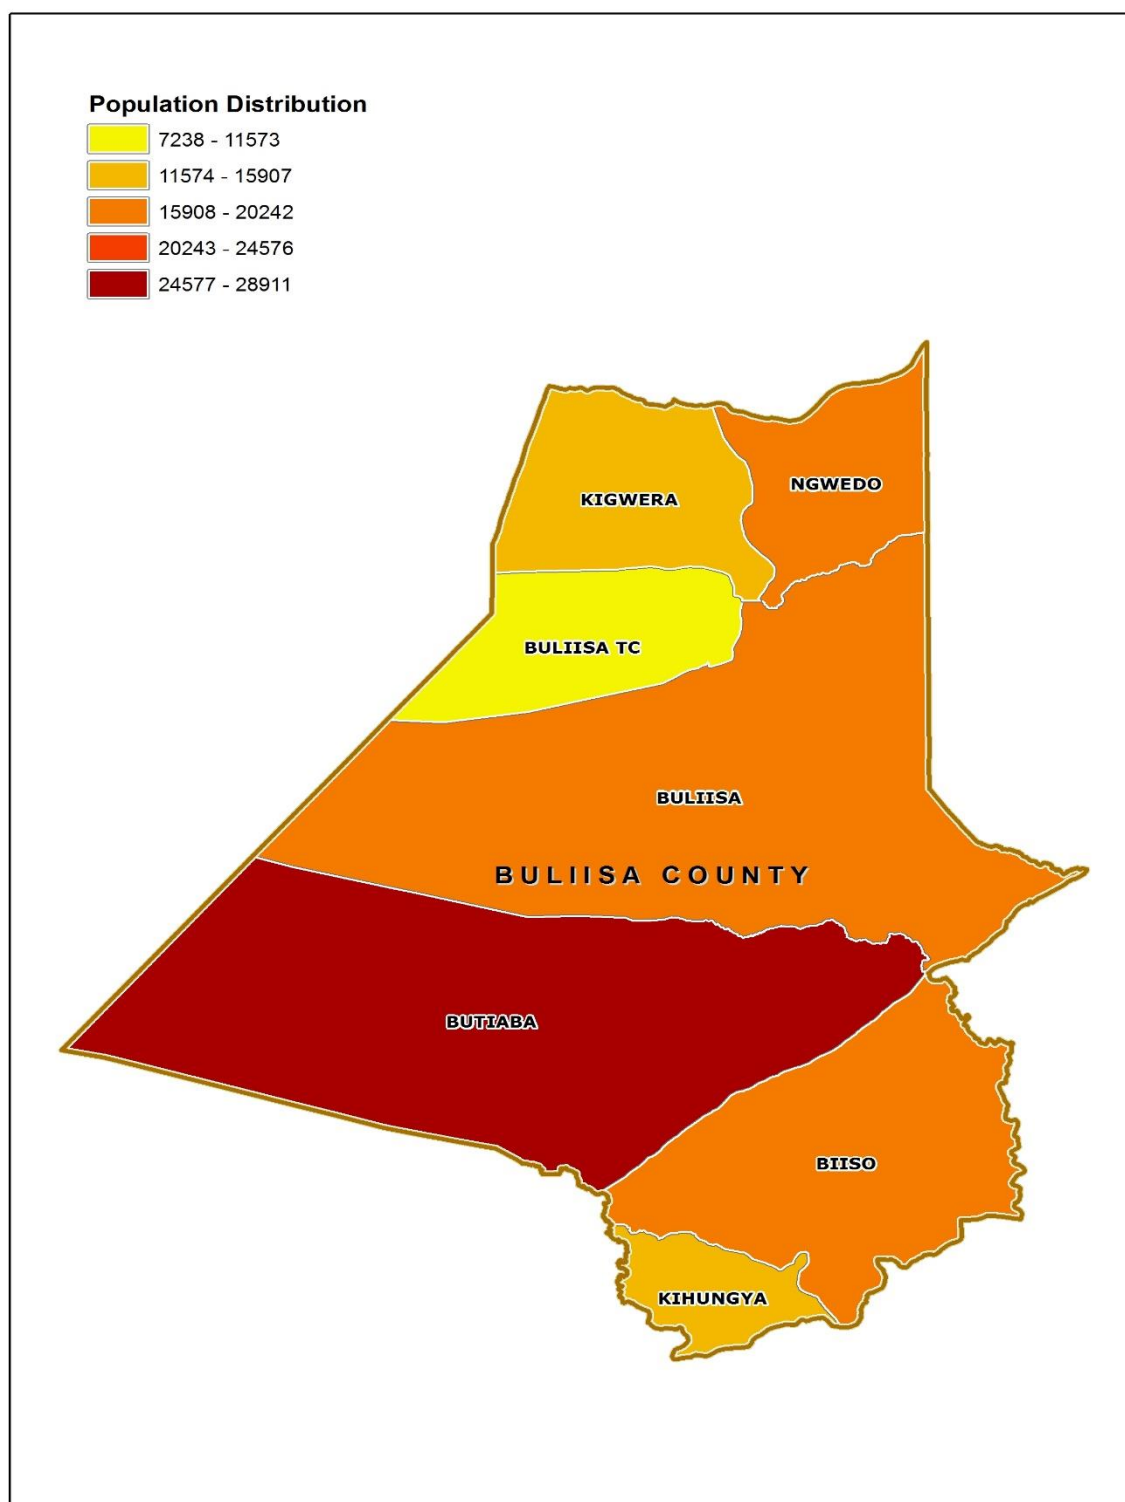 Population Distribution
7238 - 11573
11574 - 15907
15908 - 20242
20243 - 24576
24577 - 28911
NGWEDO
KIGWERA
BULIISA TC
BULIISA
BULIISA COUNTY
BUTIABA
BIISO
KIHUNGYA